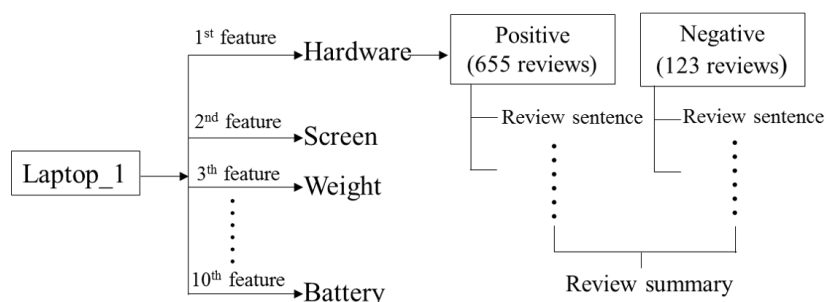 1st feature
Hardware
Positive
(655 reviews)
Negative
(123 reviews)
2nd feature
Screen
Review sentence
Review sentence
Laptop_1
3th feature
Weight
10th feature
Battery
Review summary